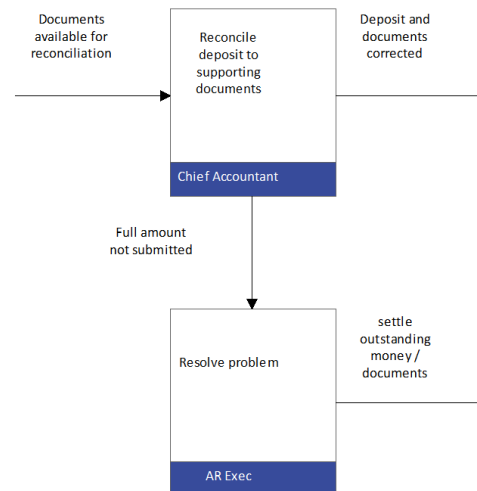 Documents
available for
reconciliation
Reconcile
deposit to
supporting
documents
Deposit and
documents
corrected
Chief Accountant
Full amount
not submitted
Resolve problem
settle
outstanding
money /
documents
AR Exec